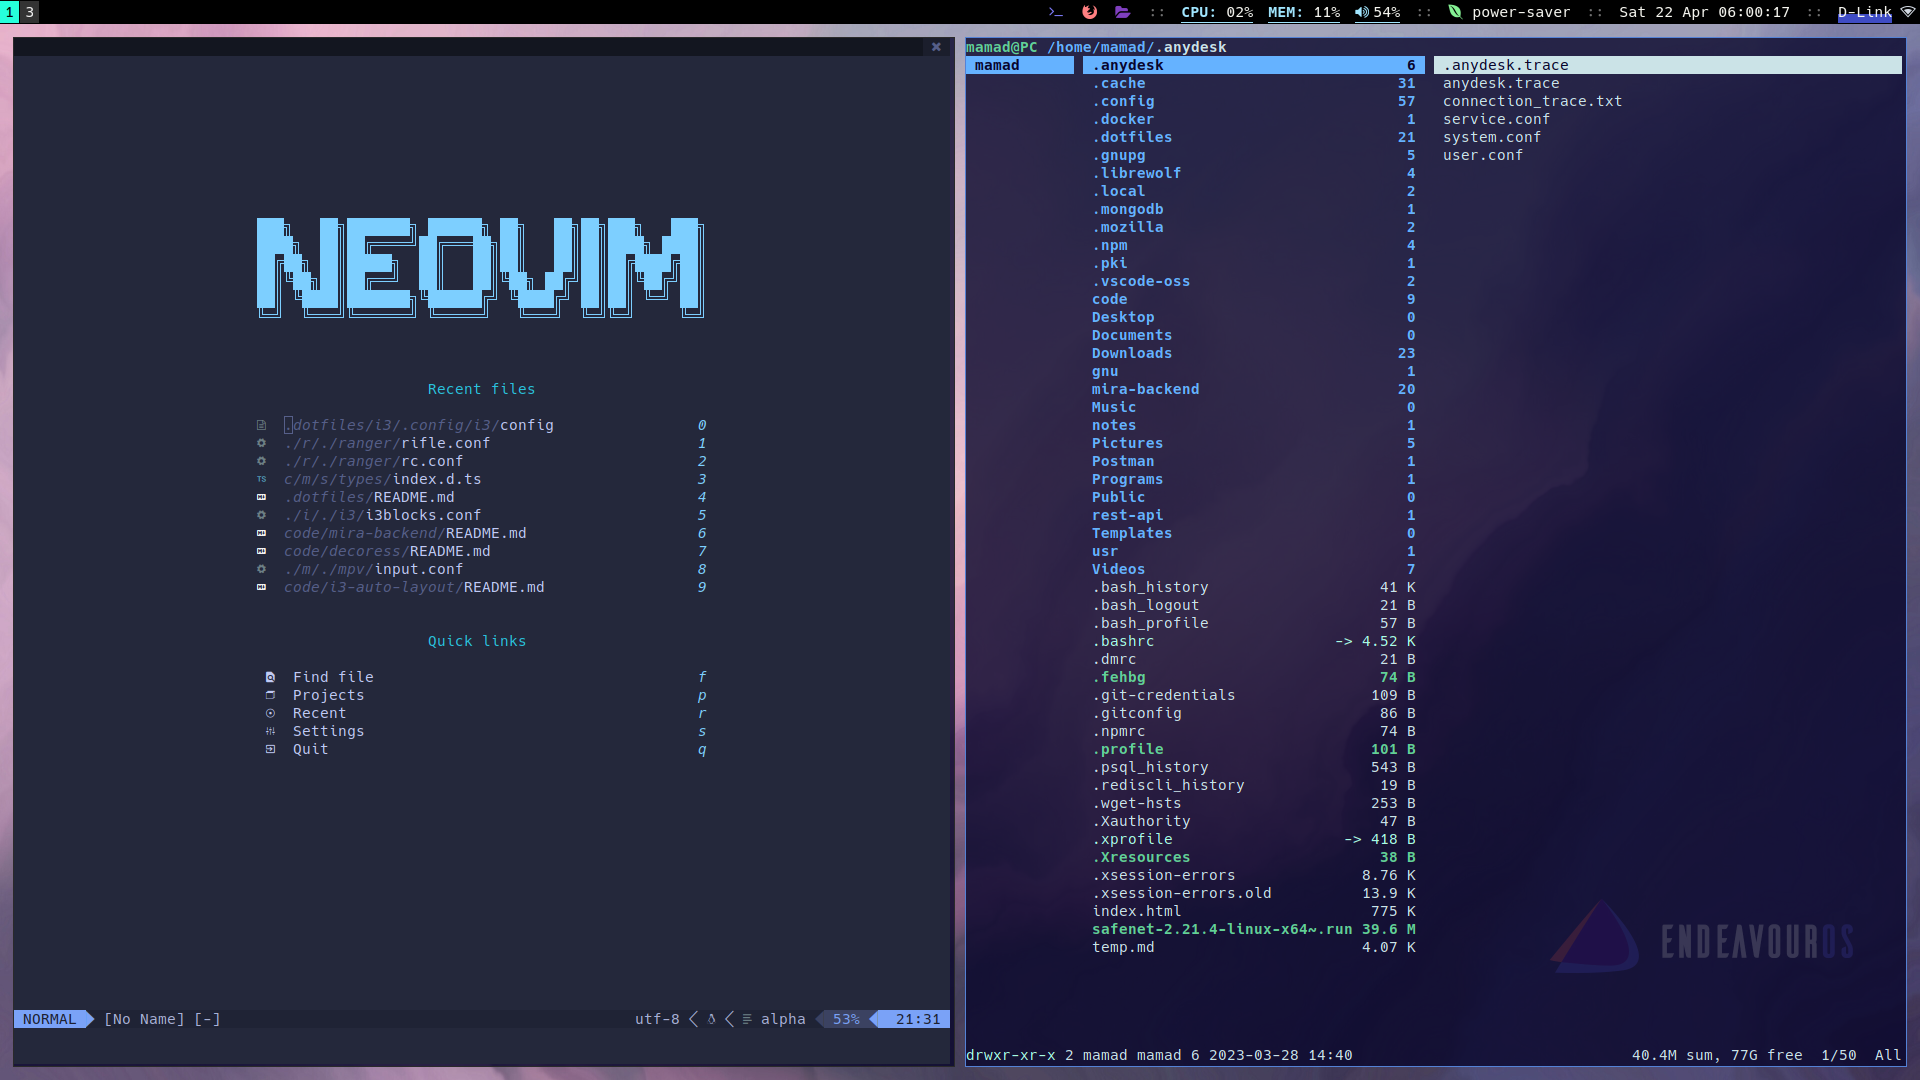 1 3
CPU: 02% MEM: 11% 54% :: power-saver :: Sat 22 Apr 06:00:17 :: D-Link
NEOVIM
Recent files
.dotfiles/i3/.config/i3/config 0
./r/./ranger/rifle.conf 1
./r/./ranger/rc.conf 2
TS c/m/s/types/index.d.ts 3
.dotfiles/README.md 4
./i/./i3/i3blocks.conf 5
code/mira-backend/README.md 6
code/decoress/README.md 7
./m/./mpv/input.conf 8
code/i3-auto-layout/README.md 9
Quick links
Find file f
Projects p
Recent r
Settings s
Quit q
NORMAL [No Name] [-] utf-8 alpha 53% 21:31
mamad@PC /home/mamad/.anydesk
mamad
.anydesk 6
.cache 31
.config 57
.docker 1
.dotfiles 21
.gnupg 5
.librewolf 4
.local 2
.mongodb 1
.mozilla 2
.npm 4
.pki 1
.vscode-oss 2
code 9
Desktop 0
Documents 0
Downloads 23
gnu 1
mira-backend 20
Music 0
notes 1
Pictures 5
Postman 1
Programs 1
Public 0
rest-api 1
Templates 0
usr 1
Videos 7
.bash_history 41 K
.bash_logout 21 B
.bash_profile 57 B
.bashrc -> 4.52 K
.dmrc 21 B
.fehbg 74 B
.git-credentials 109 B
.gitconfig 86 B
.npmrc 74 B
.profile 101 B
.psql_history 543 B
.rediscli_history 19 B
.wget-hsts 253 B
.Xauthority 47 B
.xprofile -> 418 B
.Xresources 38 B
.xsession-errors 8.76 K
.xsession-errors.old 13.9 K
index.html 775 K
safenet-2.21.4-linux-x64~.run 39.6 M
temp.md 4.07 K
.anydesk.trace
anydesk.trace
connection_trace.txt
service.conf
system.conf
user.conf
ENDEAVOUROS
drwxr-xr-x 2 mamad mamad 6 2023-03-28 14:40 40.4M sum, 77G free 1/50 All